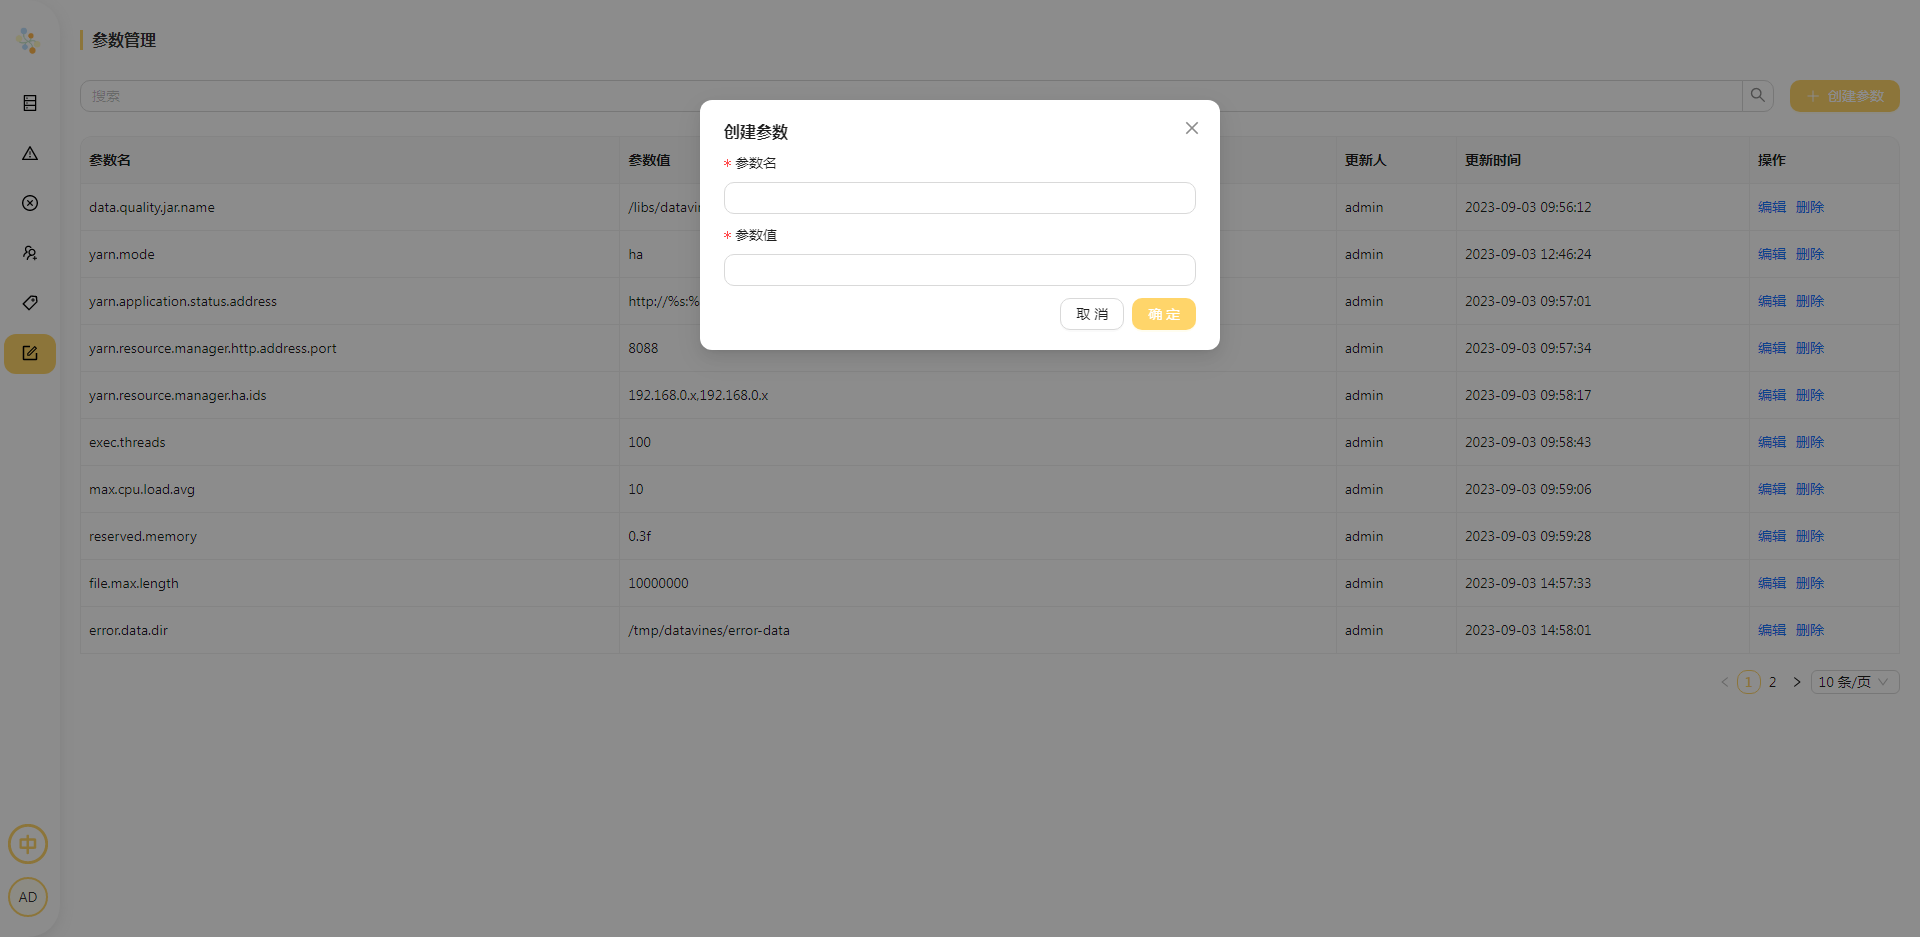 参数管理
搜索
+ 创建参数
创建参数
* 参数名
* 参数值
取 消
确 定
参数名 参数值 更新人 更新时间 操作
data.quality.jar.name /libs/datavin admin 2023-09-03 09:56:12 编辑 删除
yarn.mode ha admin 2023-09-03 12:46:24 编辑 删除
yarn.application.status.address http://%s:% admin 2023-09-03 09:57:01 编辑 删除
yarn.resource.manager.http.address.port 8088 admin 2023-09-03 09:57:34 编辑 删除
yarn.resource.manager.ha.ids 192.168.0.x,192.168.0.x admin 2023-09-03 09:58:17 编辑 删除
exec.threads 100 admin 2023-09-03 09:58:43 编辑 删除
max.cpu.load.avg 10 admin 2023-09-03 09:59:06 编辑 删除
reserved.memory 0.3f admin 2023-09-03 09:59:28 编辑 删除
file.max.length 10000000 admin 2023-09-03 14:57:33 编辑 删除
error.data.dir /tmp/datavines/error-data admin 2023-09-03 14:58:01 编辑 删除
1 2 10 条/页
中
AD